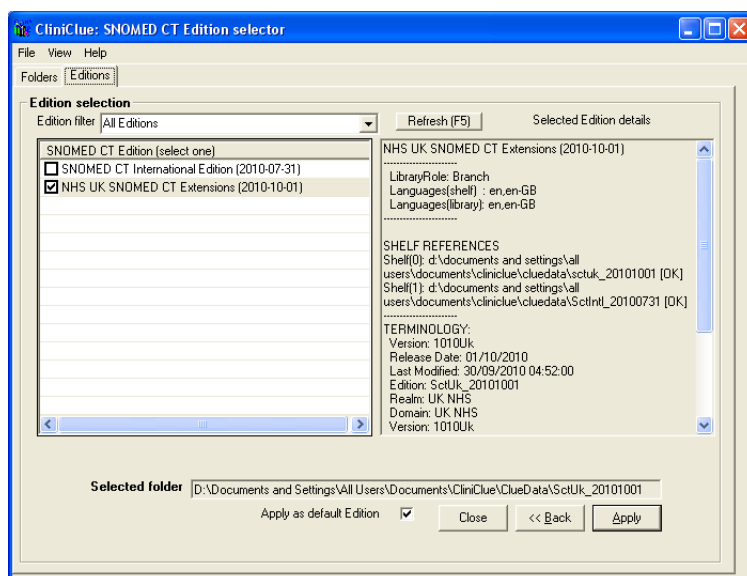 CliniClue: SNOMED CT Edition selector
File View Help
Folders Editions
Edition selection
Edition filter All Editions Refresh (F5) Selected Edition details
SNOMED CT Edition (select one)
SNOMED CT International Edition (2010-07-31)
NHS UK SNOMED CT Extensions (2010-10-01)
NHS UK SNOMED CT Extensions (2010-10-01)
----------------------
LibraryRole: Branch
Languages(shelf) : en,en-GB
Languages(library): en,en-GB
----------------------
SHELF REFERENCES
Shelf(0): d:\documents and settings\all
users\documents\cliniclue\cluedata\sctuk_20101001 [OK]
Shelf(1): d:\documents and settings\all
users\documents\cliniclue\cluedata\SctIntl_20100731 [OK]
----------------------
TERMINOLOGY:
Version: 1010Uk
Release Date: 01/10/2010
Last Modified: 30/09/2010 04:52:00
Edition: SctUk_20101001
Realm: UK NHS
Domain: UK NHS
Version: 1010Uk
Selected folder D:\Documents and Settings\All Users\Documents\CliniClue\ClueData\SctUk_20101001
Apply as default Edition Close << Back Apply